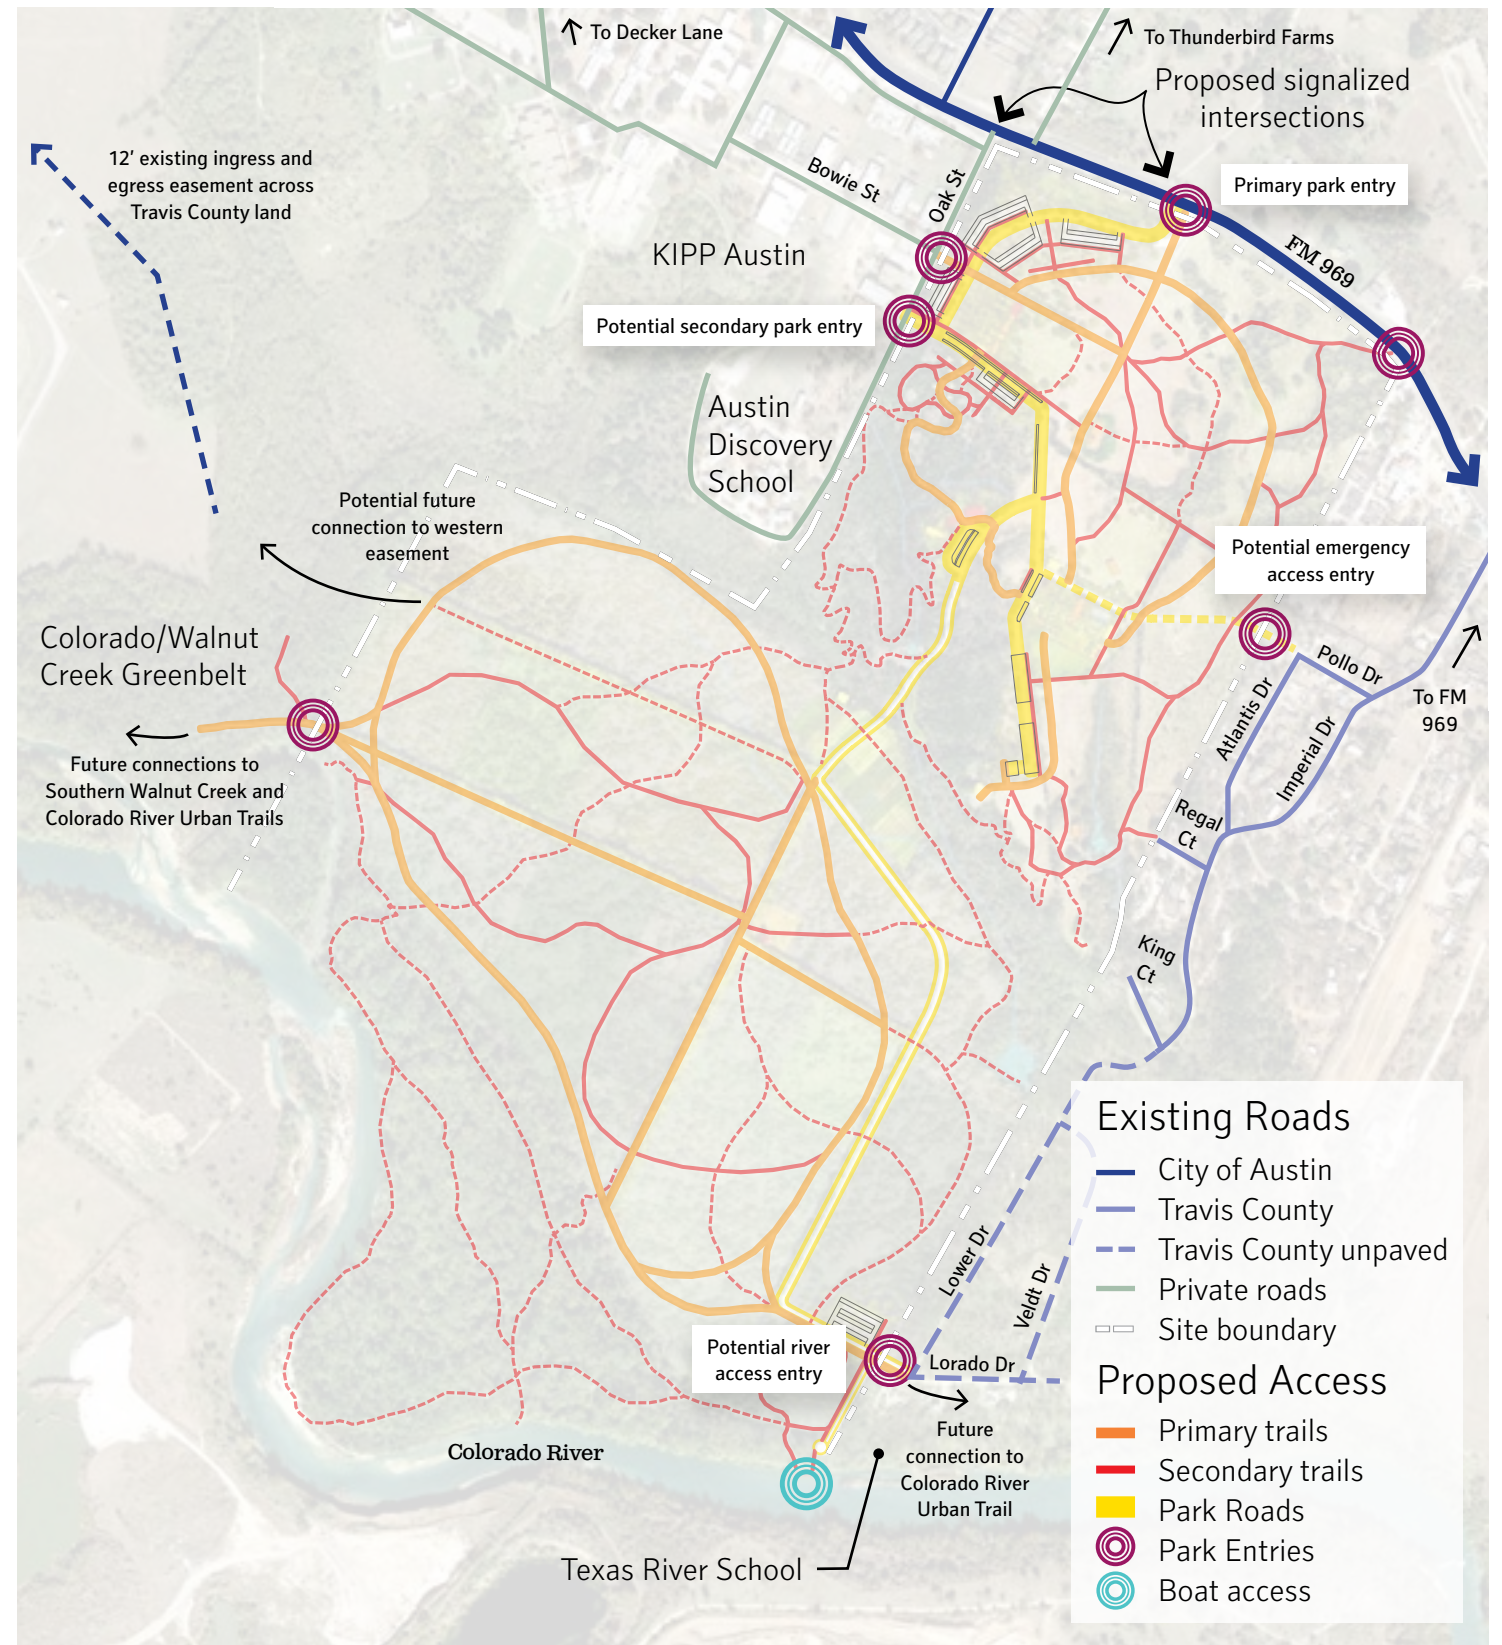 To Decker Lane
To Thunderbird Farms
Proposed signalized
intersections
12’ existing ingress and
egress easement across
Travis County land
Bowie St
Oak St
Primary park entry
KIPP Austin
FM 969
Potential secondary park entry
Austin
Discovery
School
Potential future
connection to western
easement
Potential emergency
access entry
Colorado/Walnut
Creek Greenbelt
Pollo Dr
To FM
969
Atlantis Dr
Imperial Dr
Future connections to
Southern Walnut Creek and
Colorado River Urban Trails
Regal
Ct
King
Ct
Existing Roads
City of Austin
Travis County
Travis County unpaved
Private roads
Site boundary
Proposed Access
Primary trails
Secondary trails
Park Roads
Park Entries
Boat access
Lower Dr
Veldt Dr
Potential river
access entry
Lorado Dr
Future
connection to
Colorado River
Urban Trail
Colorado River
Texas River School